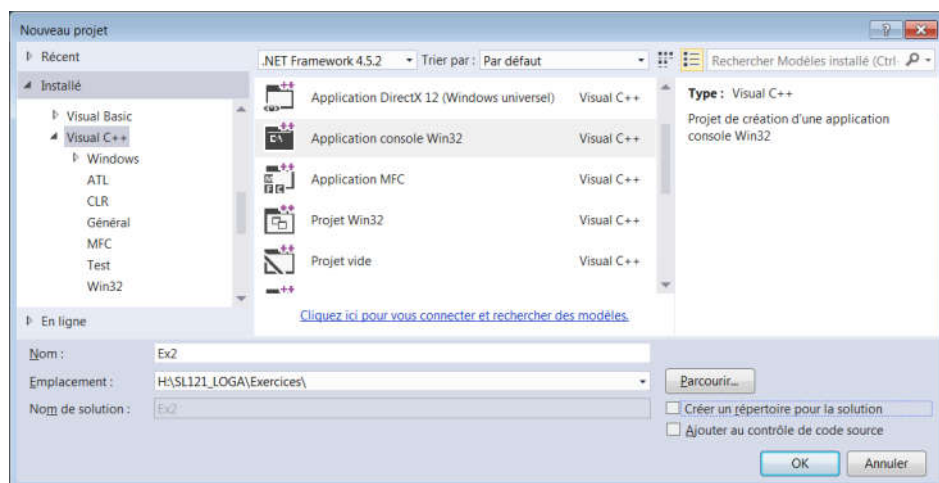 Nouveau projet
Récent
.NET Framework 4.5.2 Trier par : Par défaut
Rechercher Modèles installé (Ctrl-
Installé
Visual Basic
Visual C++
Windows
ATL
CLR
Général
MFC
Test
Win32
En ligne
Application DirectX 12 (Windows universel) Visual C++
Application console Win32 Visual C++
Application MFC Visual C++
Projet Win32 Visual C++
Projet vide Visual C++
Cliquez ici pour vous connecter et rechercher des modèles.
Type : Visual C++
Projet de création d'une application
console Win32
Nom : Ex2
Emplacement : H:\SL121_LOGA\Exercices\
Parcourir...
Nom de solution : Ex2
Créer un répertoire pour la solution
Ajouter au contrôle de code source
OK Annuler